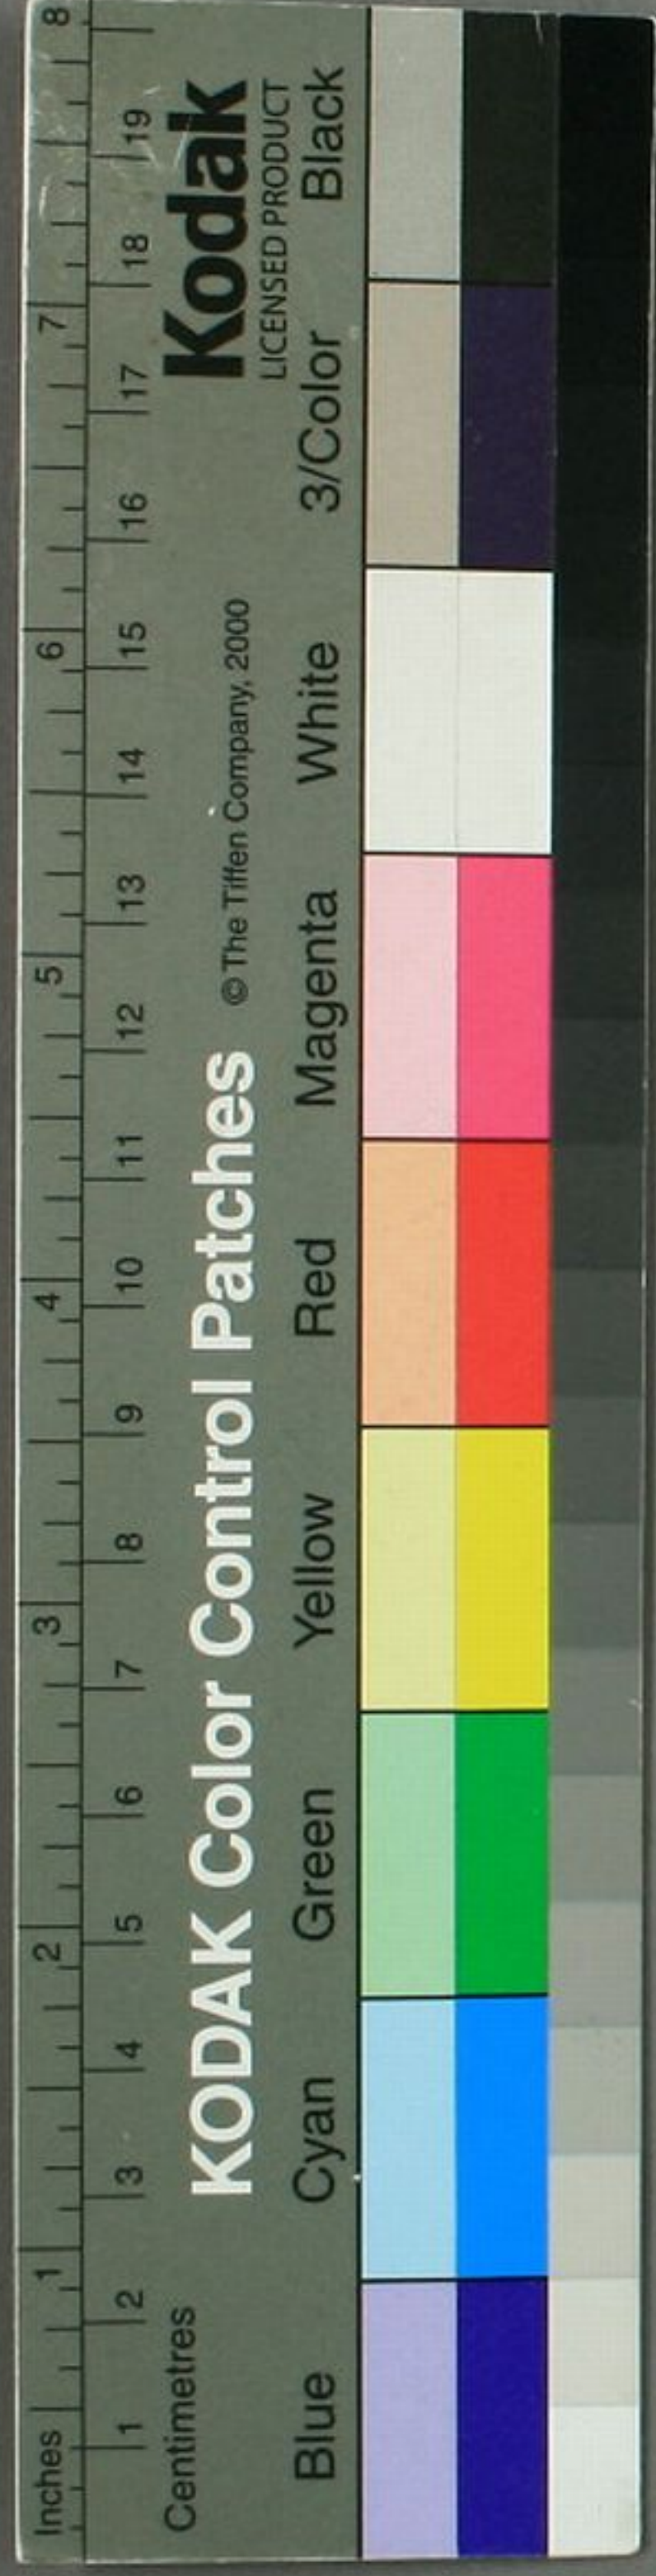 Inches 1 2 3 4 5 6 7 8
1 2 3 4 5 6 7 8 9 10 11 12 13 14 15 16 17 18 19
Centimetres
KODAK Color Control Patches © The Tiffen Company, 2000
Kodak
LICENSED PRODUCT
Blue Cyan Green Yellow Red Magenta White 3/Color Black